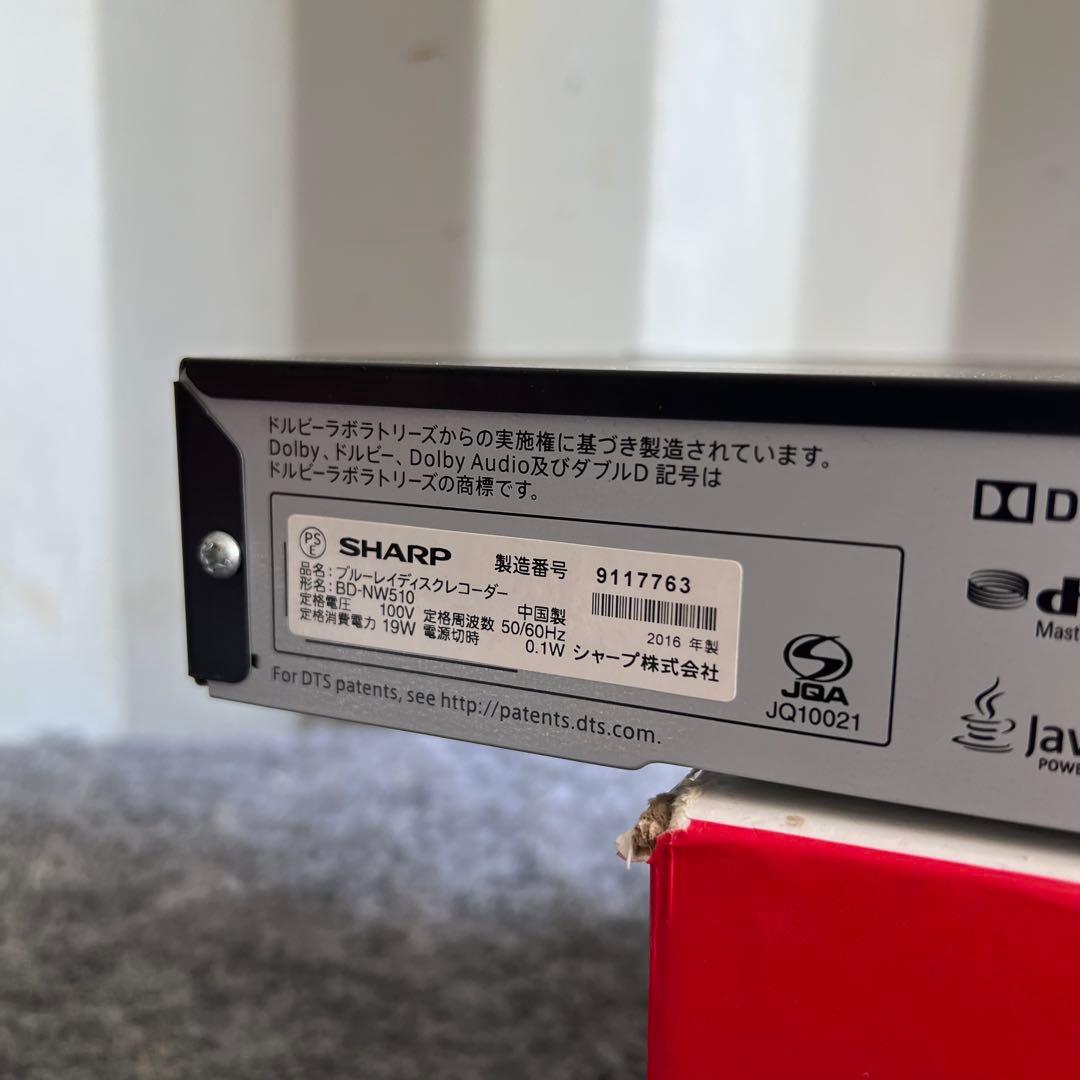 ドルビーラボラトリーズからの実施権に基づき製造されています。
Dolby、ドルビー、Dolby Audio及びダブルD 記号は
ドルビーラボラトリーズの商標です。
PS
E
SHARP 製造番号 9117763
品名:ブルーレイディスクレコーダー
形名:BD-NW510 中国製
定格電圧 100V 定格周波数 50/60Hz 2016 年製
定格消費電力 19W 電源切時 0.1W シャープ株式会社
JQA
JQ10021
For DTS patents, see http://patents.dts.com.
D
d
Mast
Jav
POWE